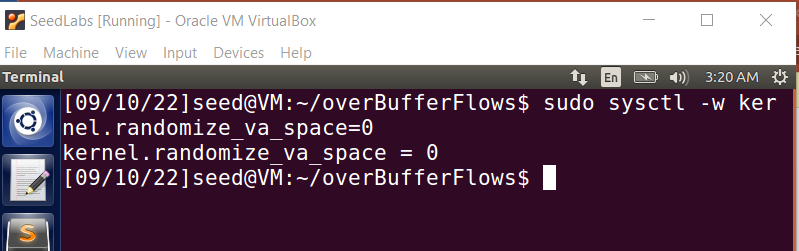 SeedLabs [Running] - Oracle VM VirtualBox
File Machine View Input Devices Help
Terminal En 3:20 AM
[09/10/22]seed@VM:~/overBufferFlows$ sudo sysctl -w ker
nel.randomize_va_space=0
kernel.randomize_va_space = 0
[09/10/22]seed@VM:~/overBufferFlows$